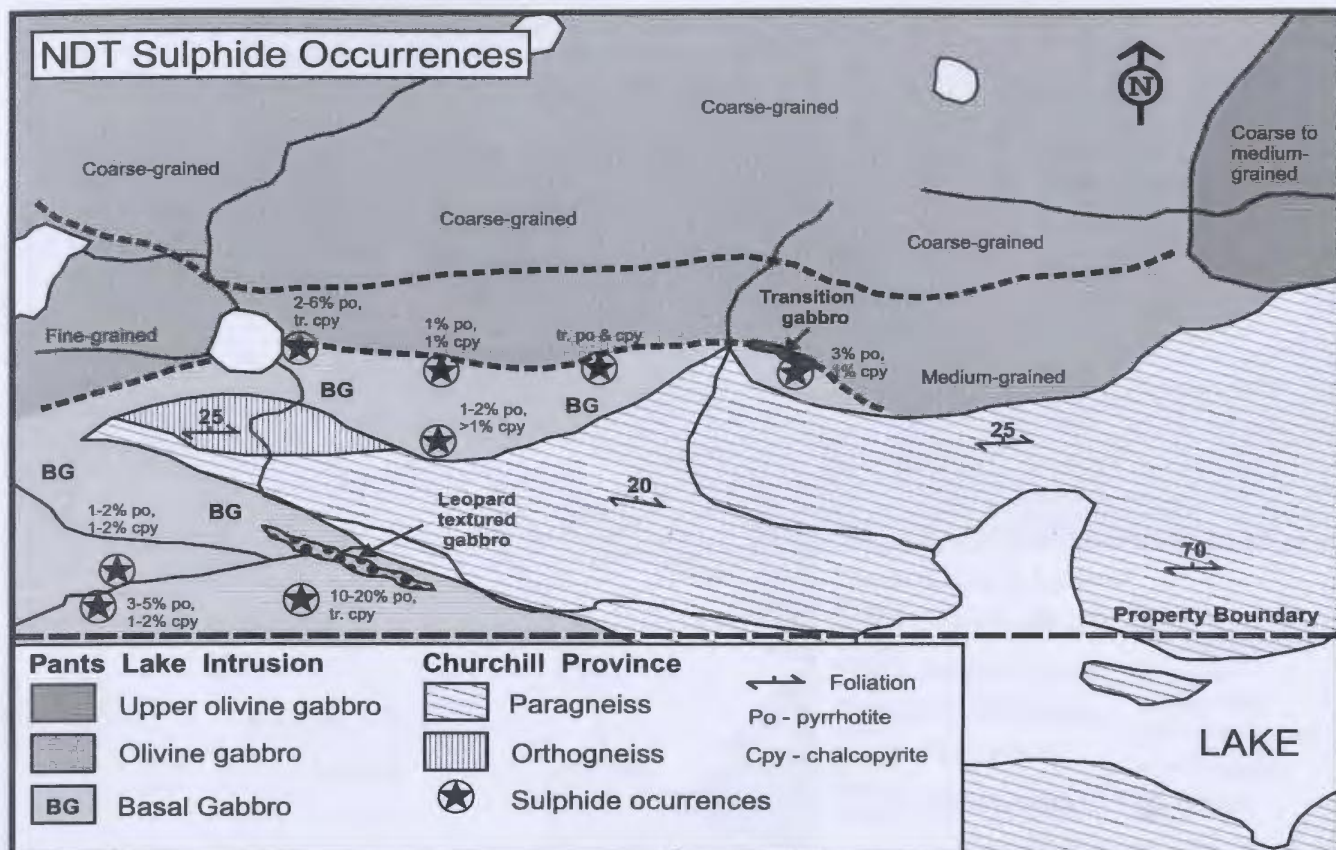 NDT Sulphide Occurrences
N
Coarse-grained
Coarse to
medium-
grained
Coarse-grained
Coarse-grained
Coarse-grained
2-6% po,
tr. cpy
Transition
gabbro
Fine-grained
1% po,
1% cpy
tr. po & cpy
3% po,
% cpy
Medium-grained
BG
1-2% po,
>1% cpy
BG
25
25
BG
20
Leopard
textured
gabbro
BG
1-2% po,
1-2% cpy
70
10-20% po,
tr. cpy
3-5% po,
1-2% cpy
Property Boundary
Pants Lake Intrusion
Upper olivine gabbro
Olivine gabbro
BG Basal Gabbro
Churchill Province
Paragneiss
Orthogneiss
Sulphide ocurrences
Foliation
Po - pyrrhotite
Cpy - chalcopyrite
LAKE